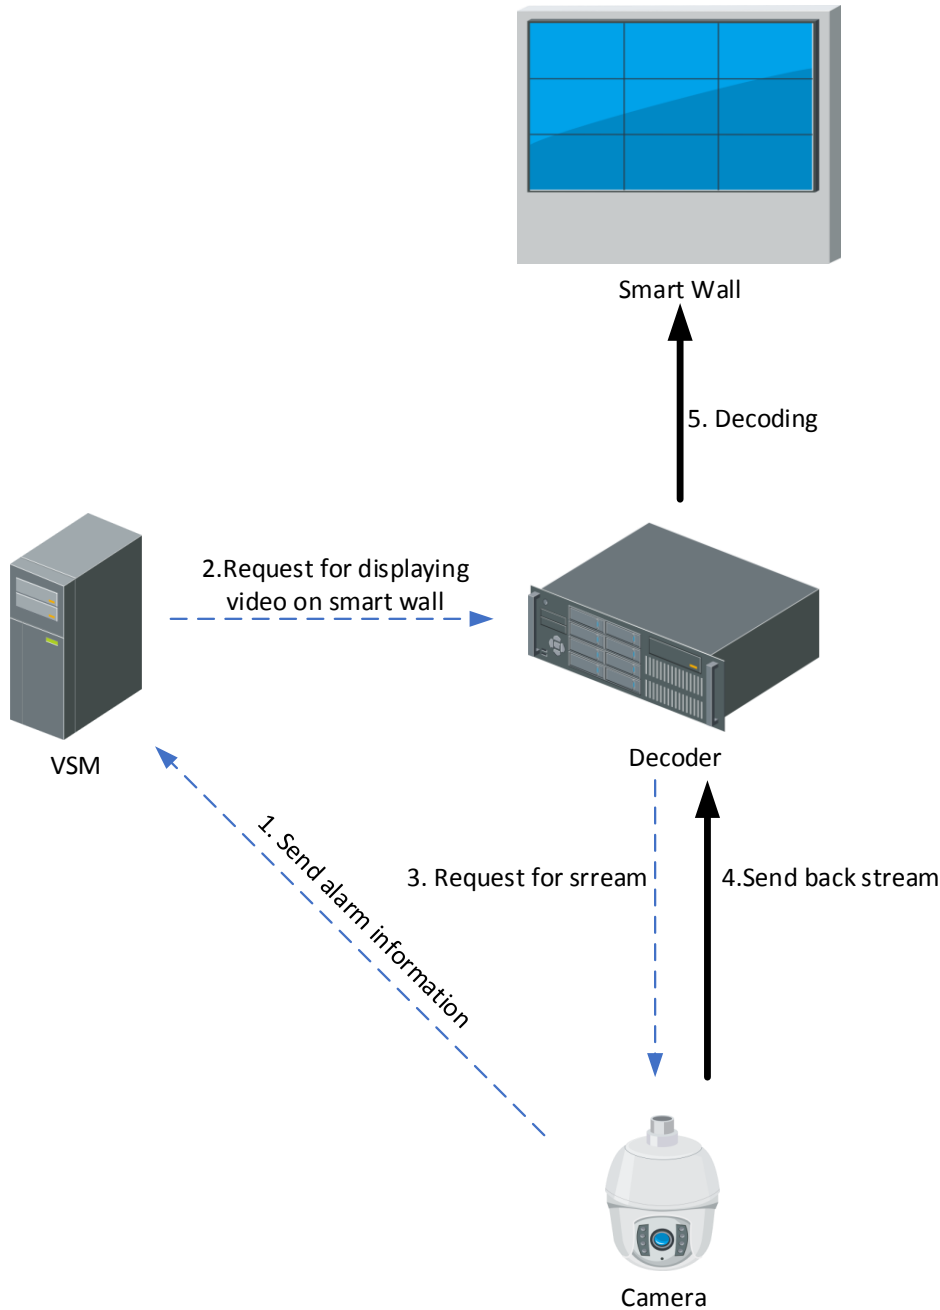 Smart Wall
5. Decoding
2.Request for displaying
video on smart wall
VSM
Decoder
1. Send alarm information
3. Request for srream
4.Send back stream
Camera